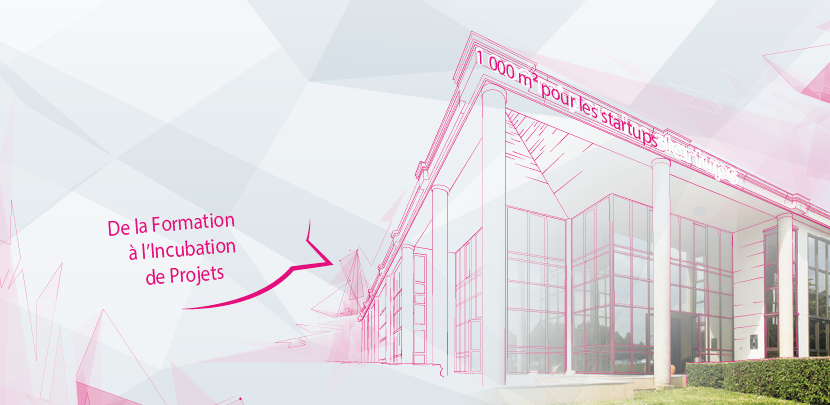 1 000 m² pour les startups
De la Formation
à l'Incubation
de Projets